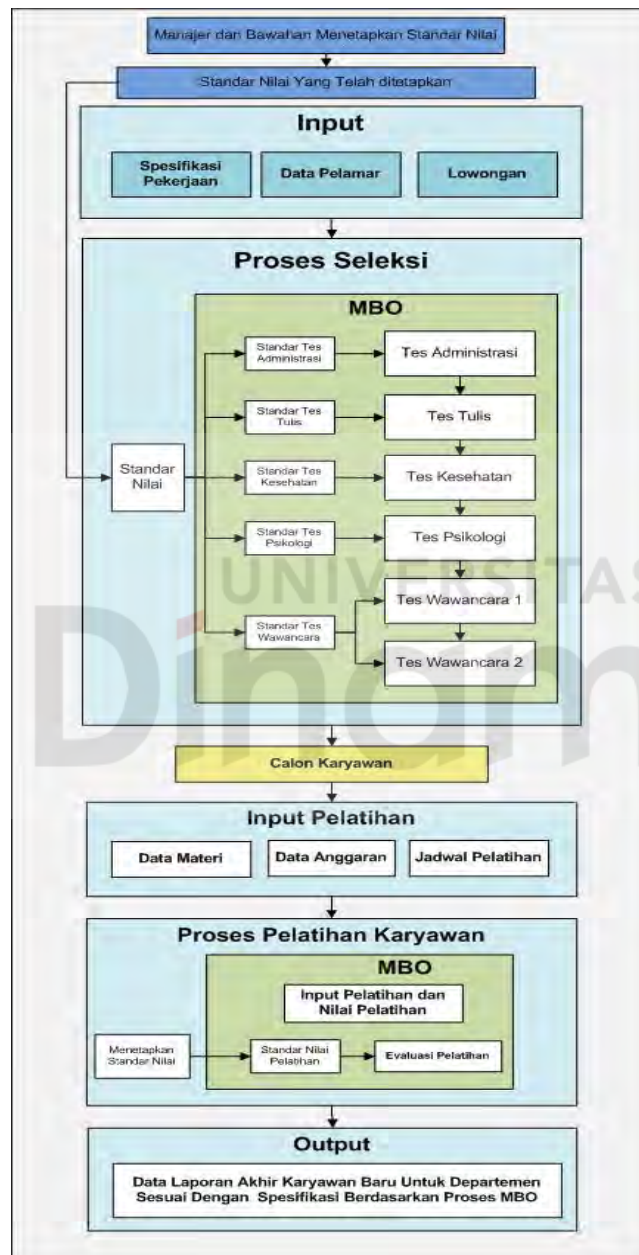 Manajer dan Bawahan Menetapkan Standar Nilai
Standar Nilai Yang Telah ditetapkan
Input
Spesifikasi
Pekerjaan
Data Pelamar
Lowongan
Proses Seleksi
MBO
Standar Tes
Administrasi
Tes Administrasi
Standar Tes
Tulis
Tes Tulis
Standar
Nilai
Standar Tes
Kesehatan
Tes Kesehatan
Standar Tes
Psikologi
Tes Psikologi
UNIVERSITAS
Standar Tes
Wawancara
Tes Wawancara 1
Tes Wawancara 2
Calon Karyawan
Input Pelatihan
Data Materi
Data Anggaran
Jadwal Pelatihan
Proses Pelatihan Karyawan
MBO
Input Pelatihan dan
Nilai Pelatihan
Menetapkan
Standar Nilai
Standar Nilai
Pelatihan
Evaluasi Pelatihan
Output
Data Laporan Akhir Karyawan Baru Untuk Departemen
Sesuai Dengan Spesifikasi Berdasarkan Proses MBO